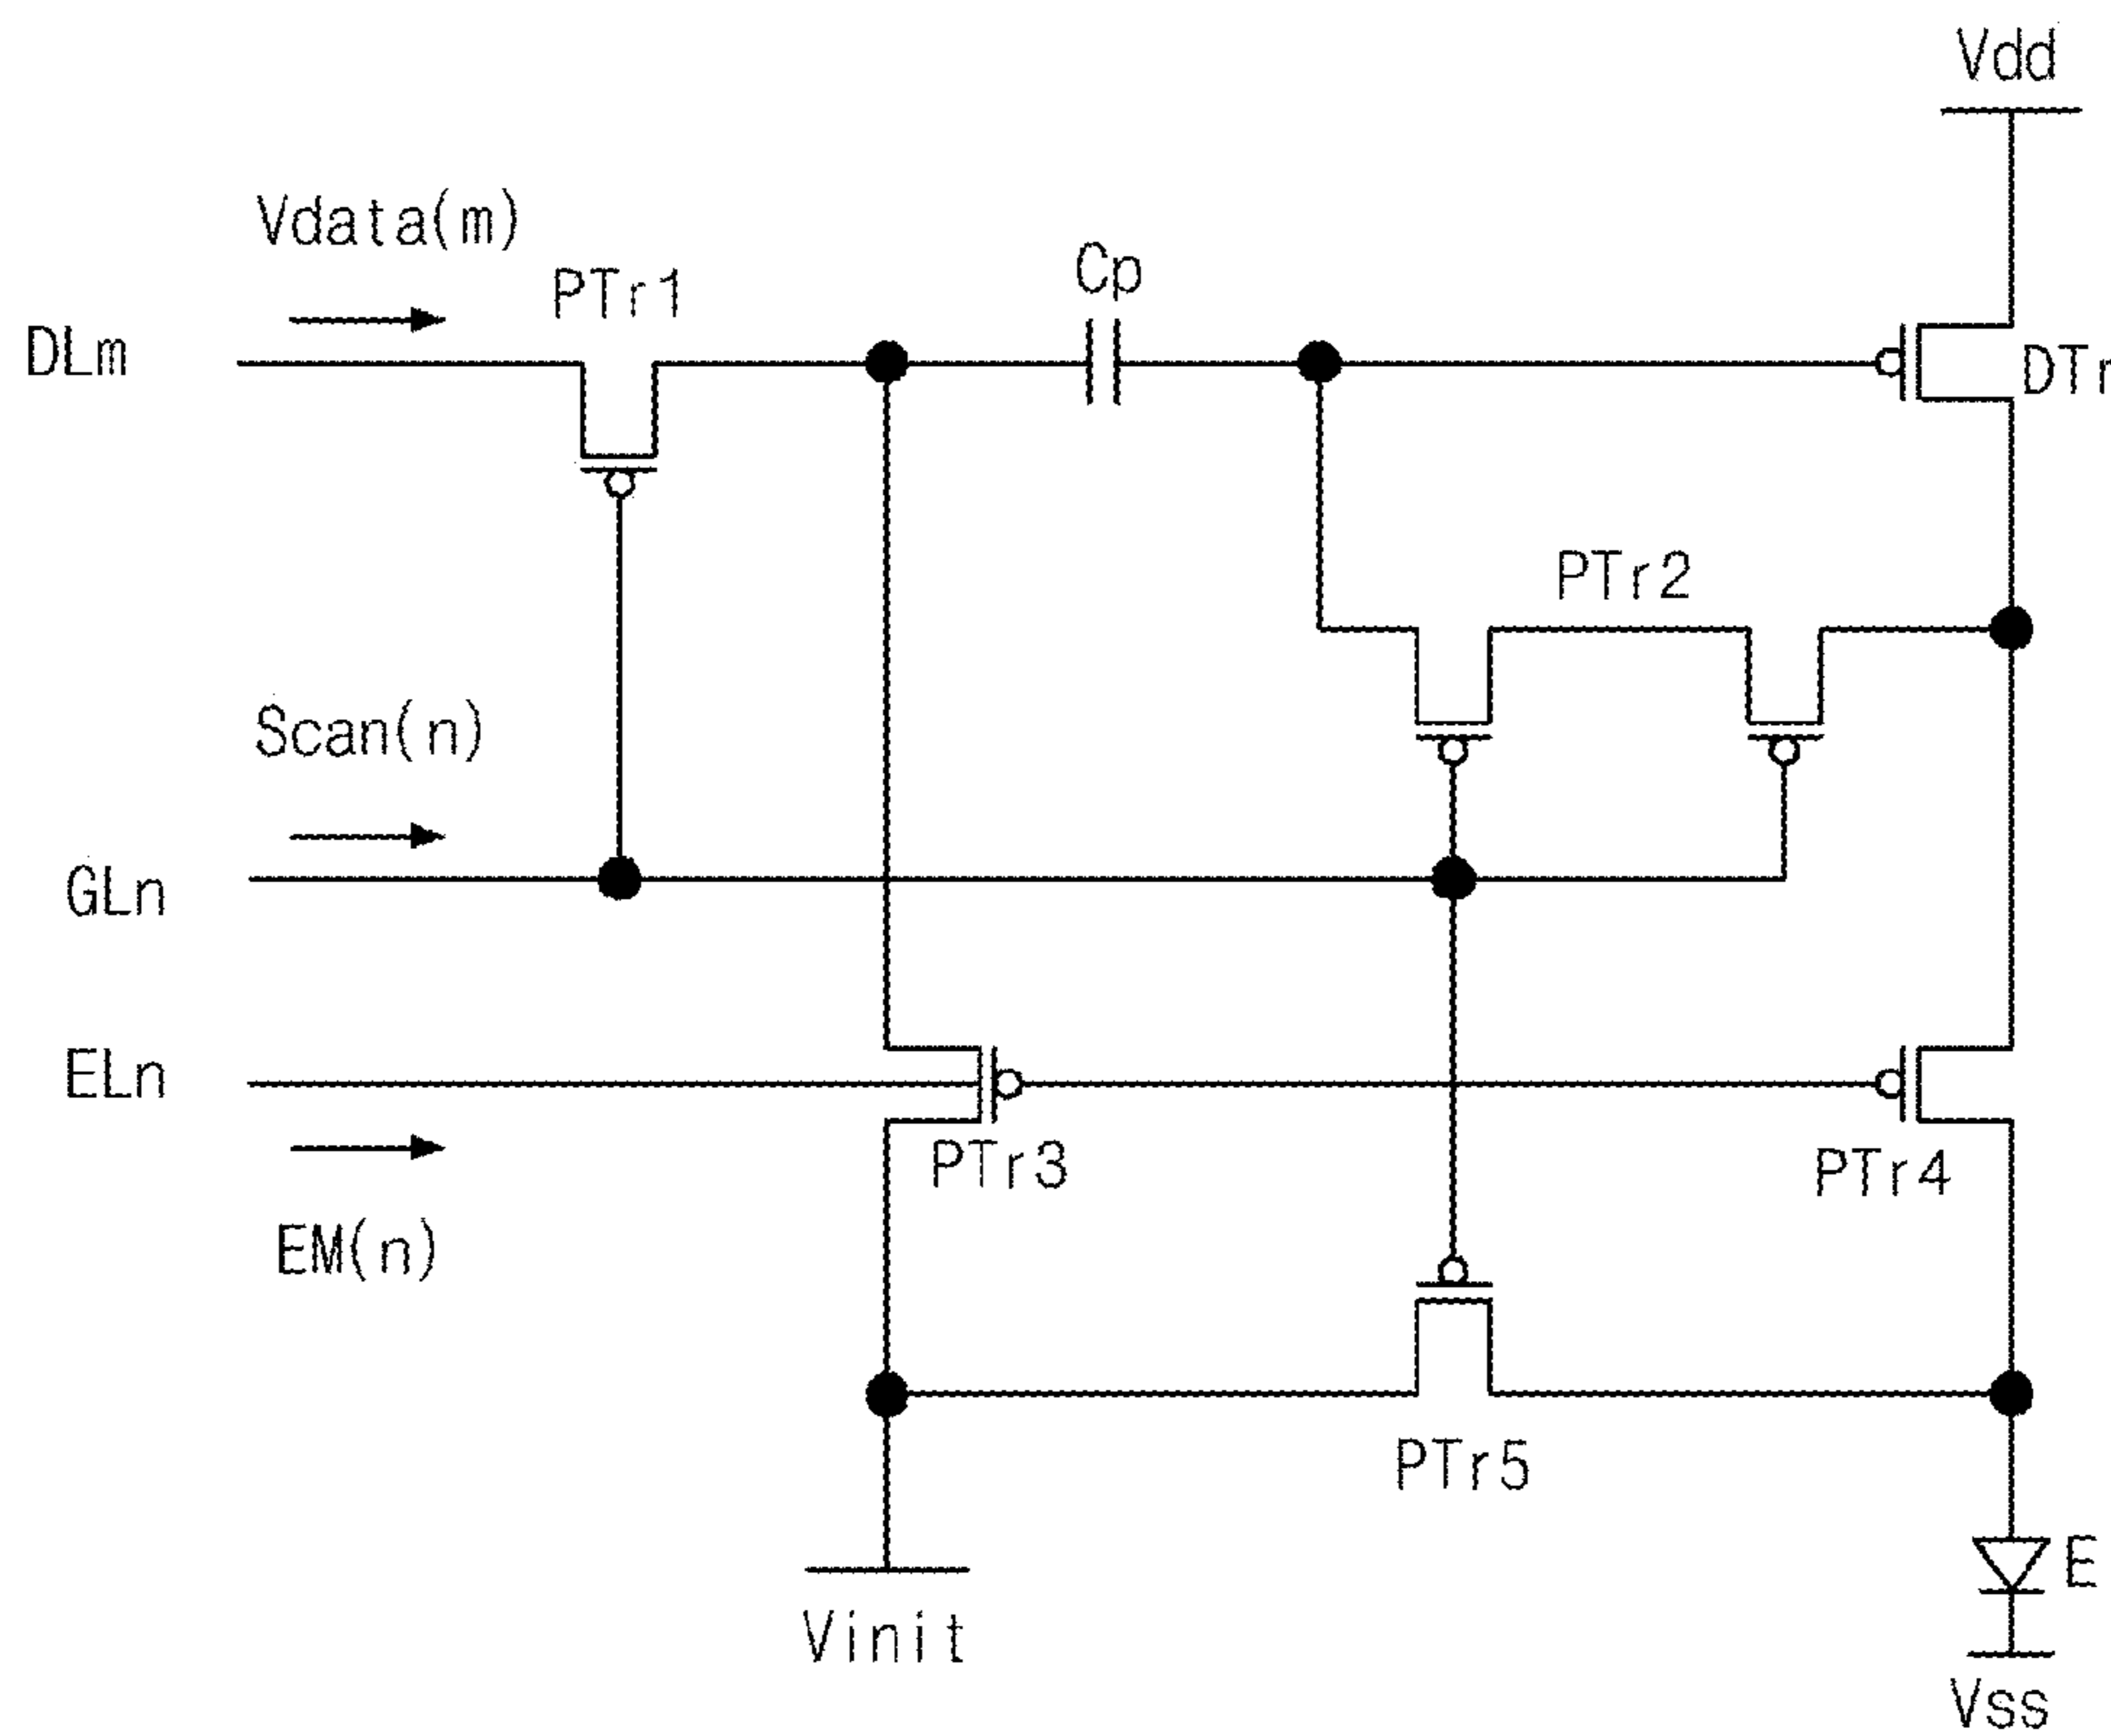 Vdd
Vdata(m)
PTr1
Cp
DLm
DTr
PTr2
Scan(n)
GLn
ELn
PTr3
PTr4
EM(n)
PTr5
E
Vinit
Vss